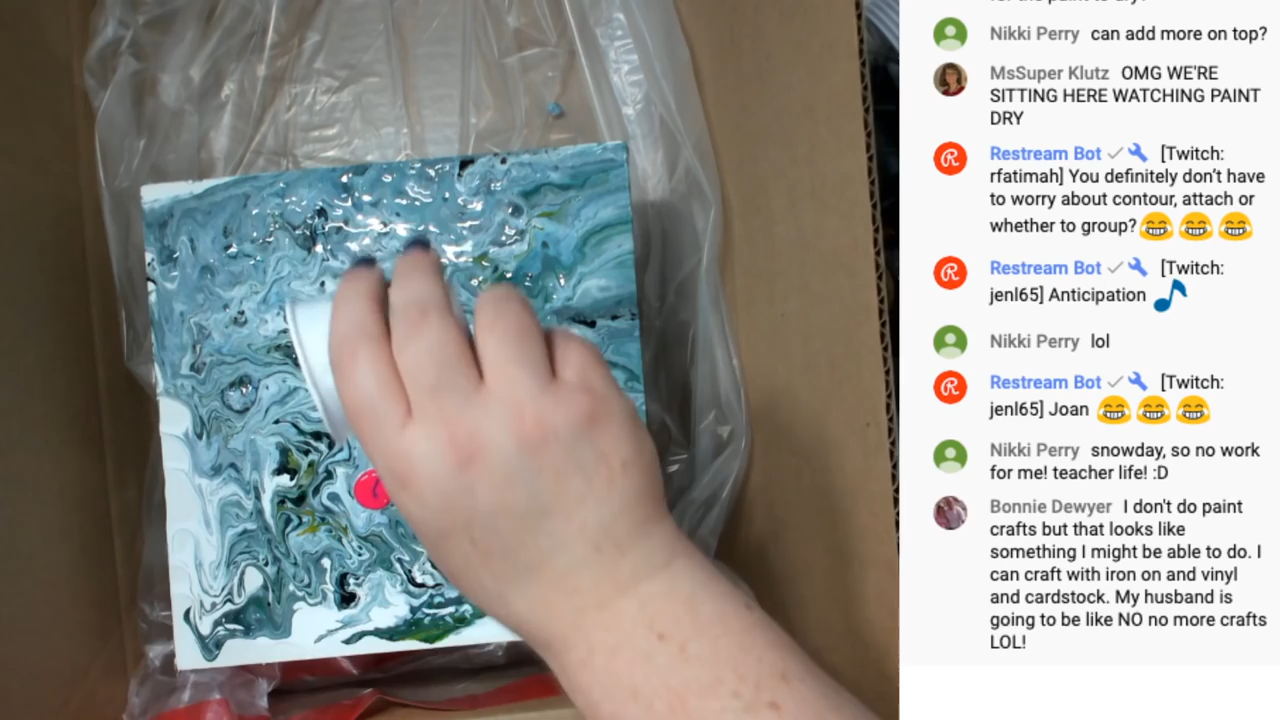 Nikki Perry can add more on top?
MsSuper Klutz OMG WE'RE
SITTING HERE WATCHING PAINT
DRY
Restream Bot [Twitch:
rfatimah] You definitely don't have
to worry about contour, attach or
whether to group?😂😂😂
Restream Bot [Twitch:
jenl65] Anticipation 🎵
Nikki Perry lol
Restream Bot [Twitch:
jenl65] Joan 😂😂😂
Nikki Perry snowday, so no work
for me! teacher life! :D
Bonnie Dewyer I don't do paint
crafts but that looks like
something I might be able to do. I
can craft with iron on and vinyl
and cardstock. My husband is
going to be like NO no more crafts
LOL!